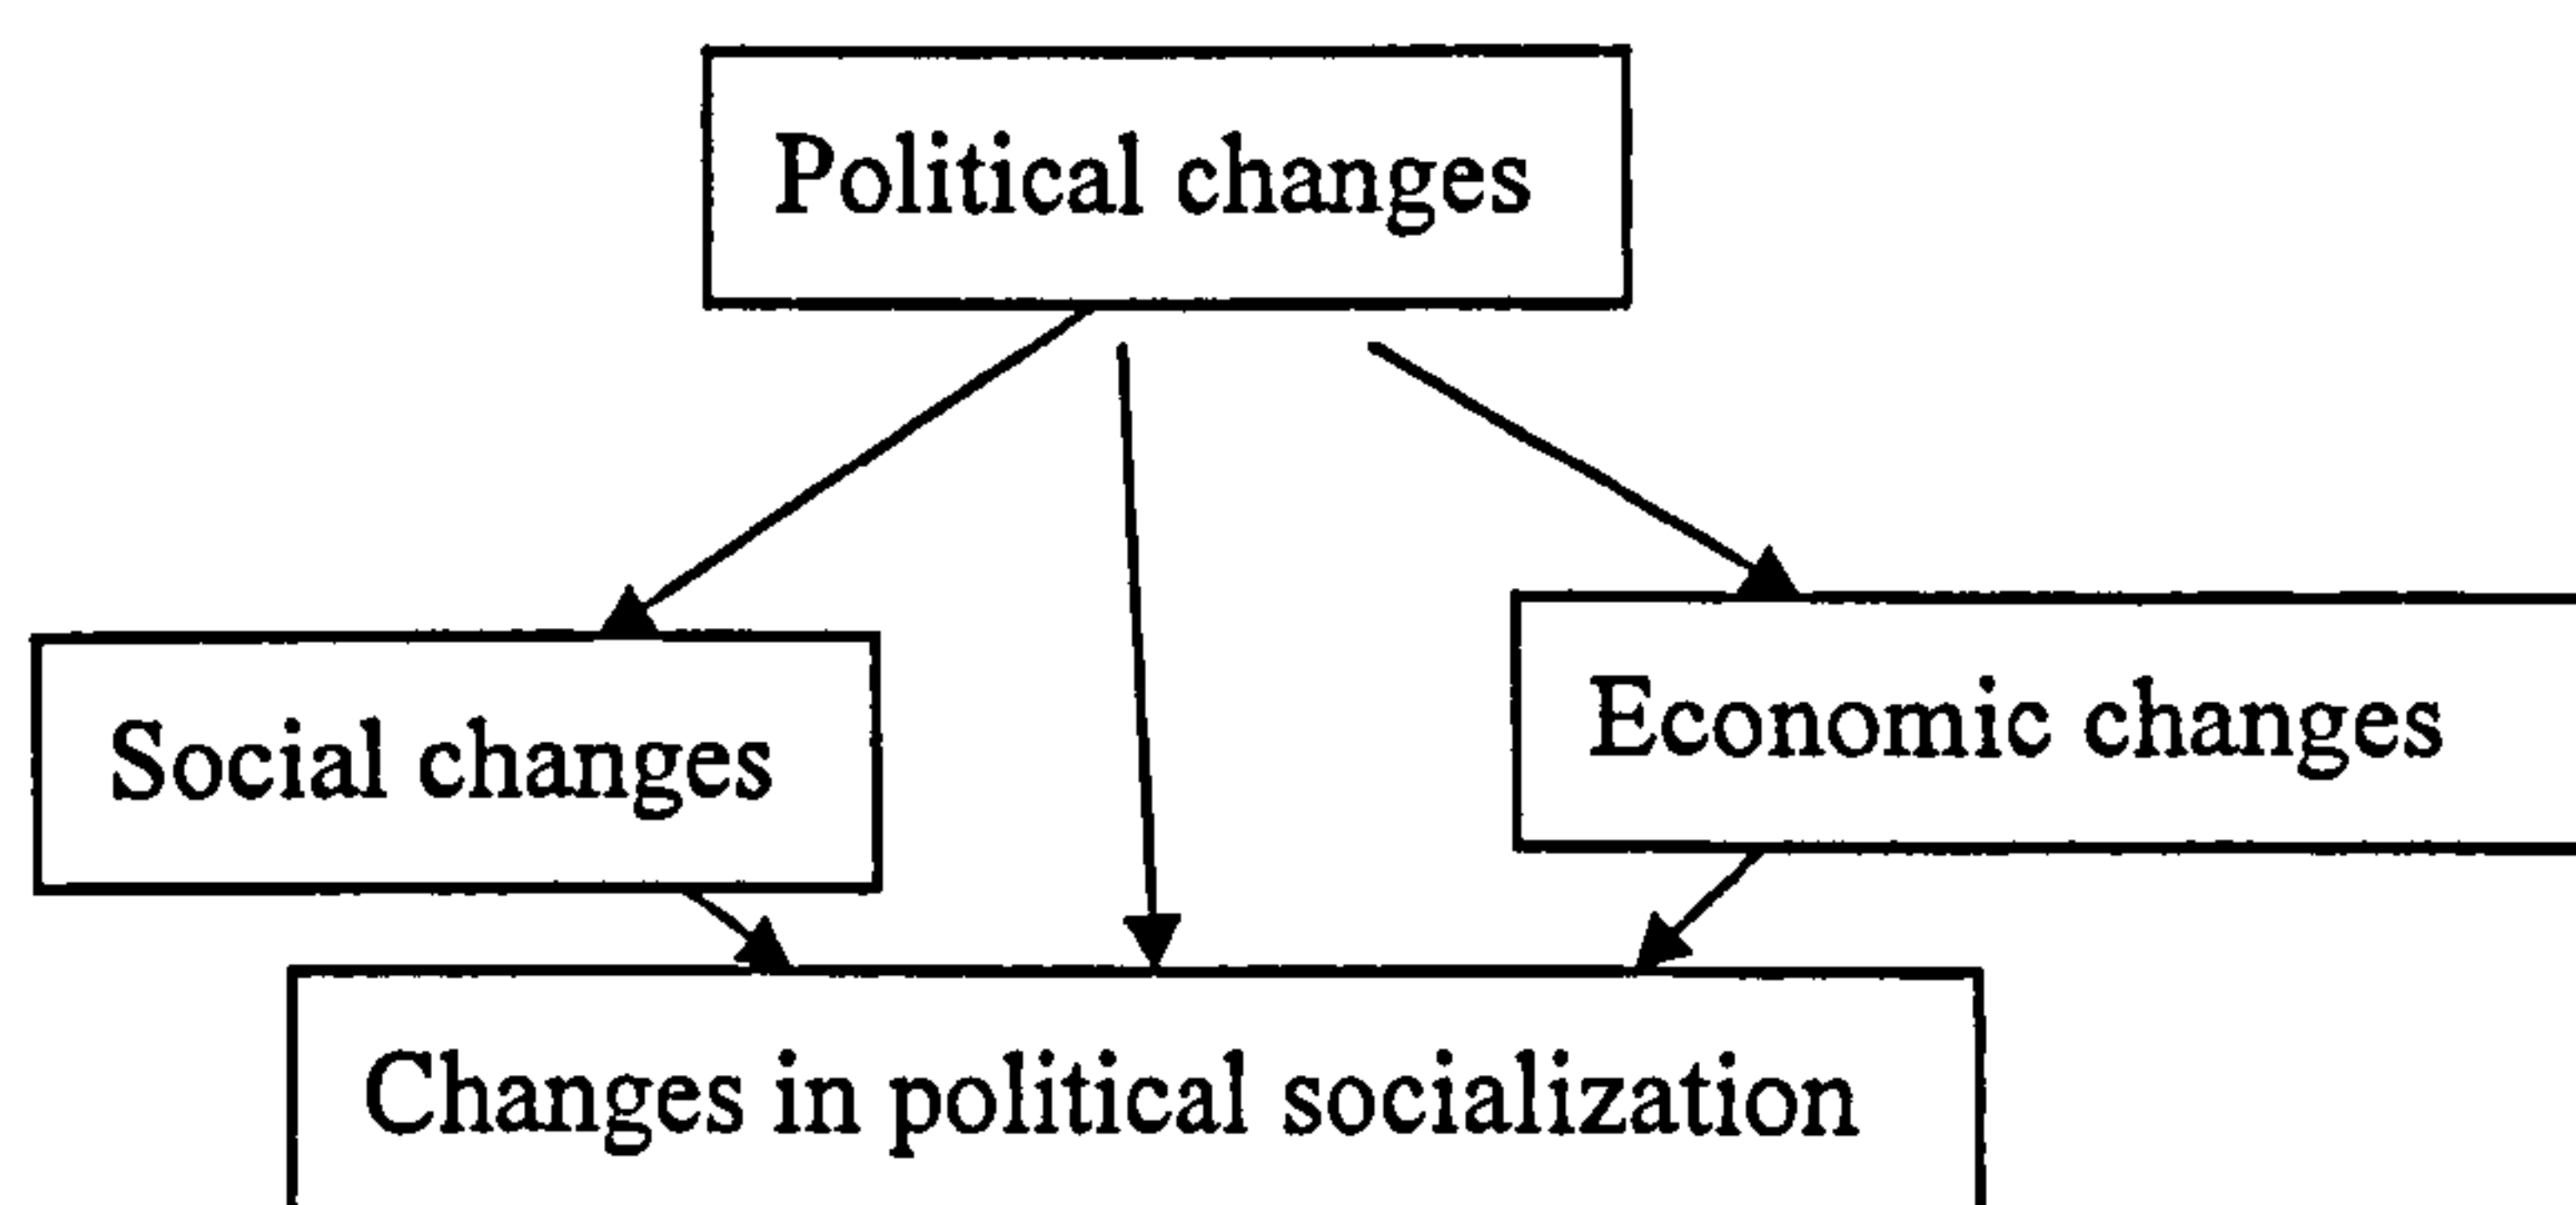 Political changes
Social changes
Economic changes
Changes in political socialization